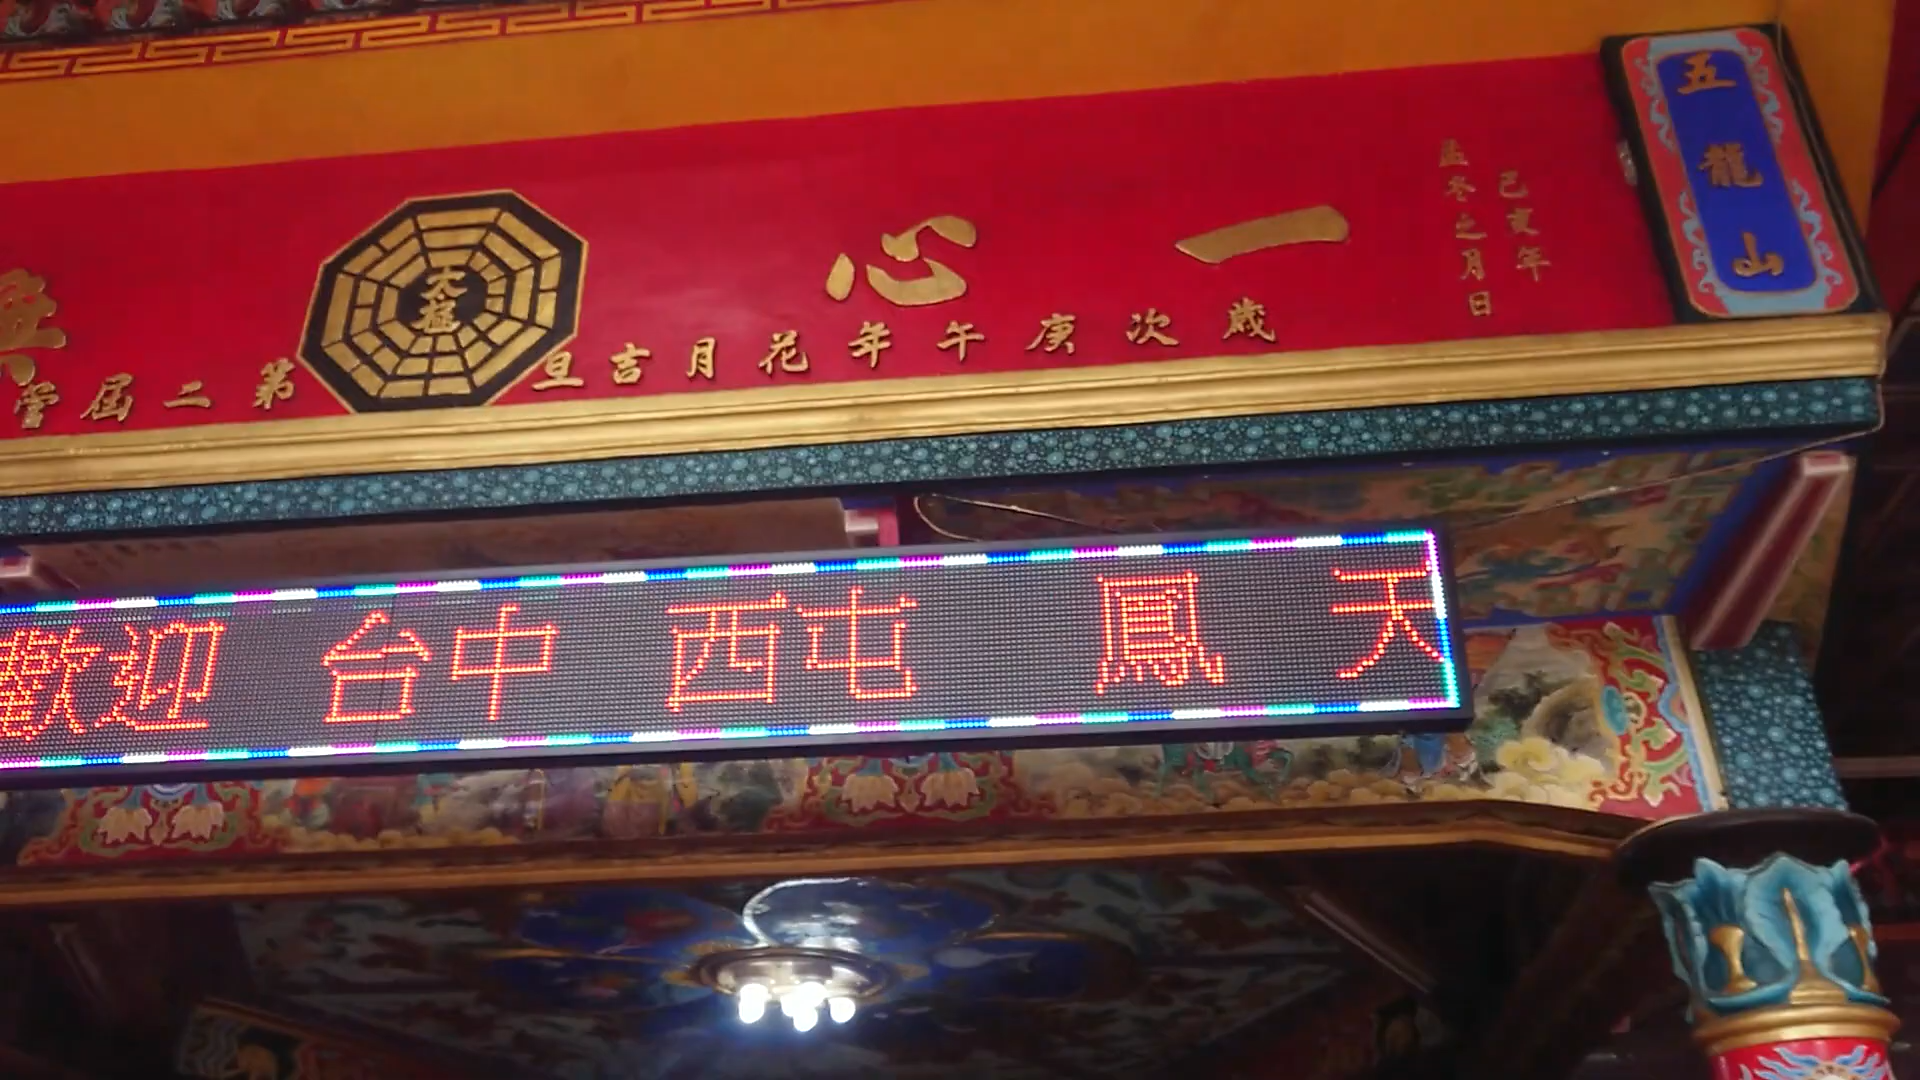 五龍山
己亥年
孟冬之月日
一心
歲次庚午年花月吉旦
太極
第二屆管
歡迎 台中 西屯 鳳 天